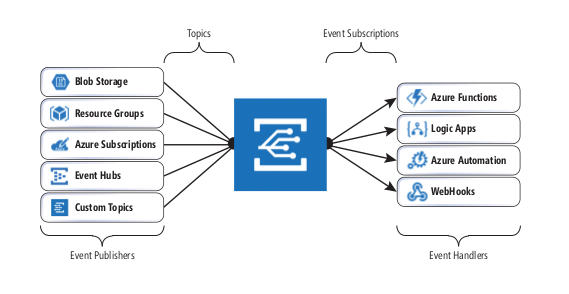 Topics
Event Subscriptions
Blob Storage
Resource Groups
Azure Subscriptions
Event Hubs
Custom Topics
Azure Functions
Logic Apps
Azure Automation
WebHooks
Event Publishers
Event Handlers